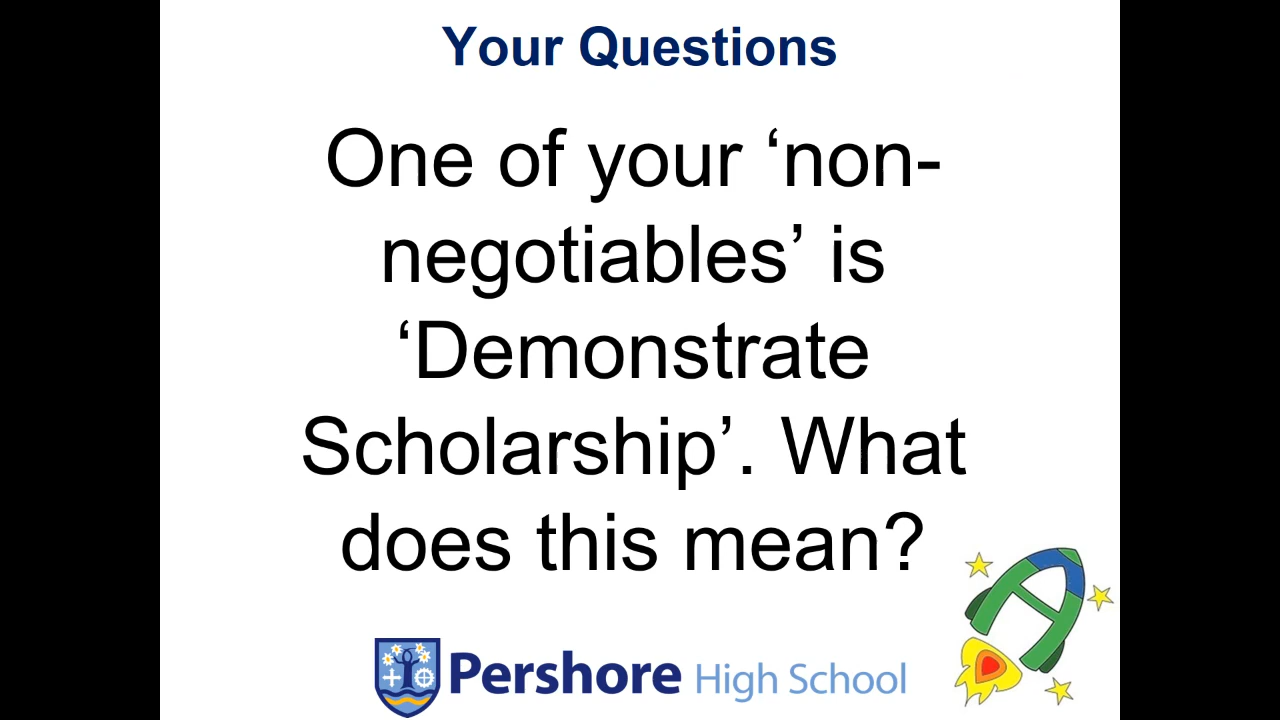 Your Questions
One of your ‘non-
negotiables’ is
‘Demonstrate
Scholarship’. What
does this mean?
Pershore High School